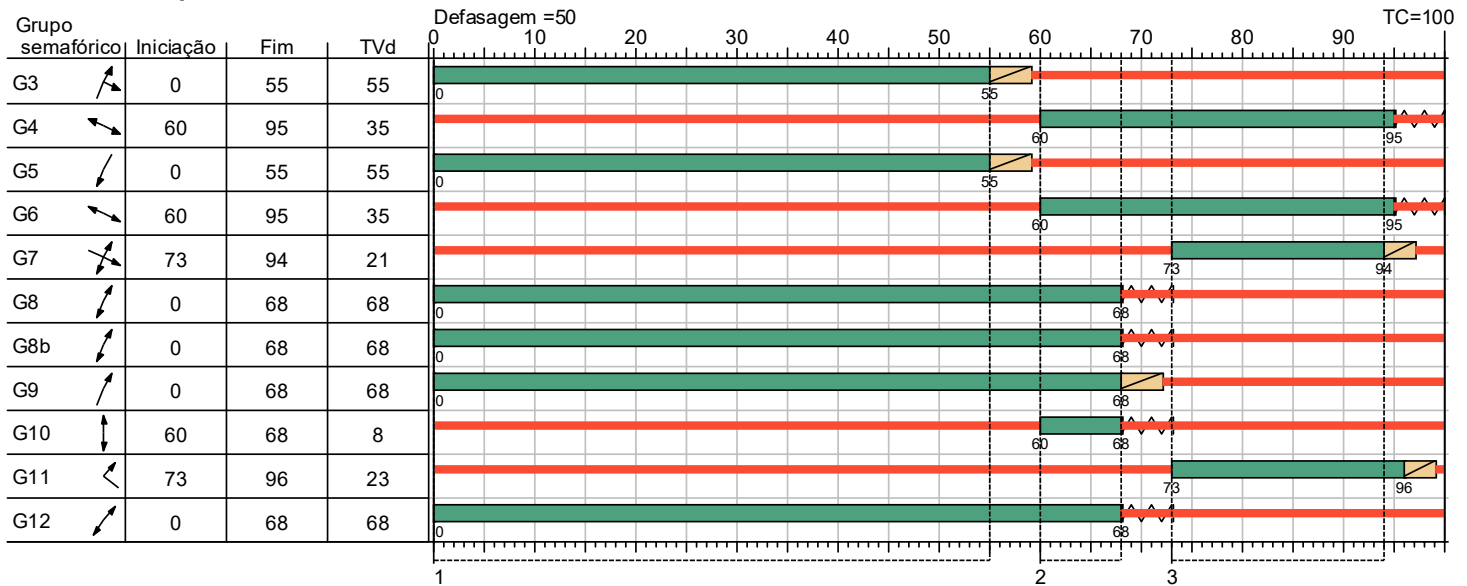 Defasagem =50 TC=100
Grupo
semafórico Iniciação Fim TVd
0 10 20 30 40 50 60 70 80 90
G3 0 55 55
0 55
G4 60 95 35
60 95
G5 0 55 55
0 55
G6 60 95 35
60 95
G7 73 94 21
73 94
G8 0 68 68
0 68
G8b 0 68 68
0 68
G9 0 68 68
0 68
G10 60 68 8
60 68
G11 73 96 23
73 96
G12 0 68 68
0 68
1 2 3